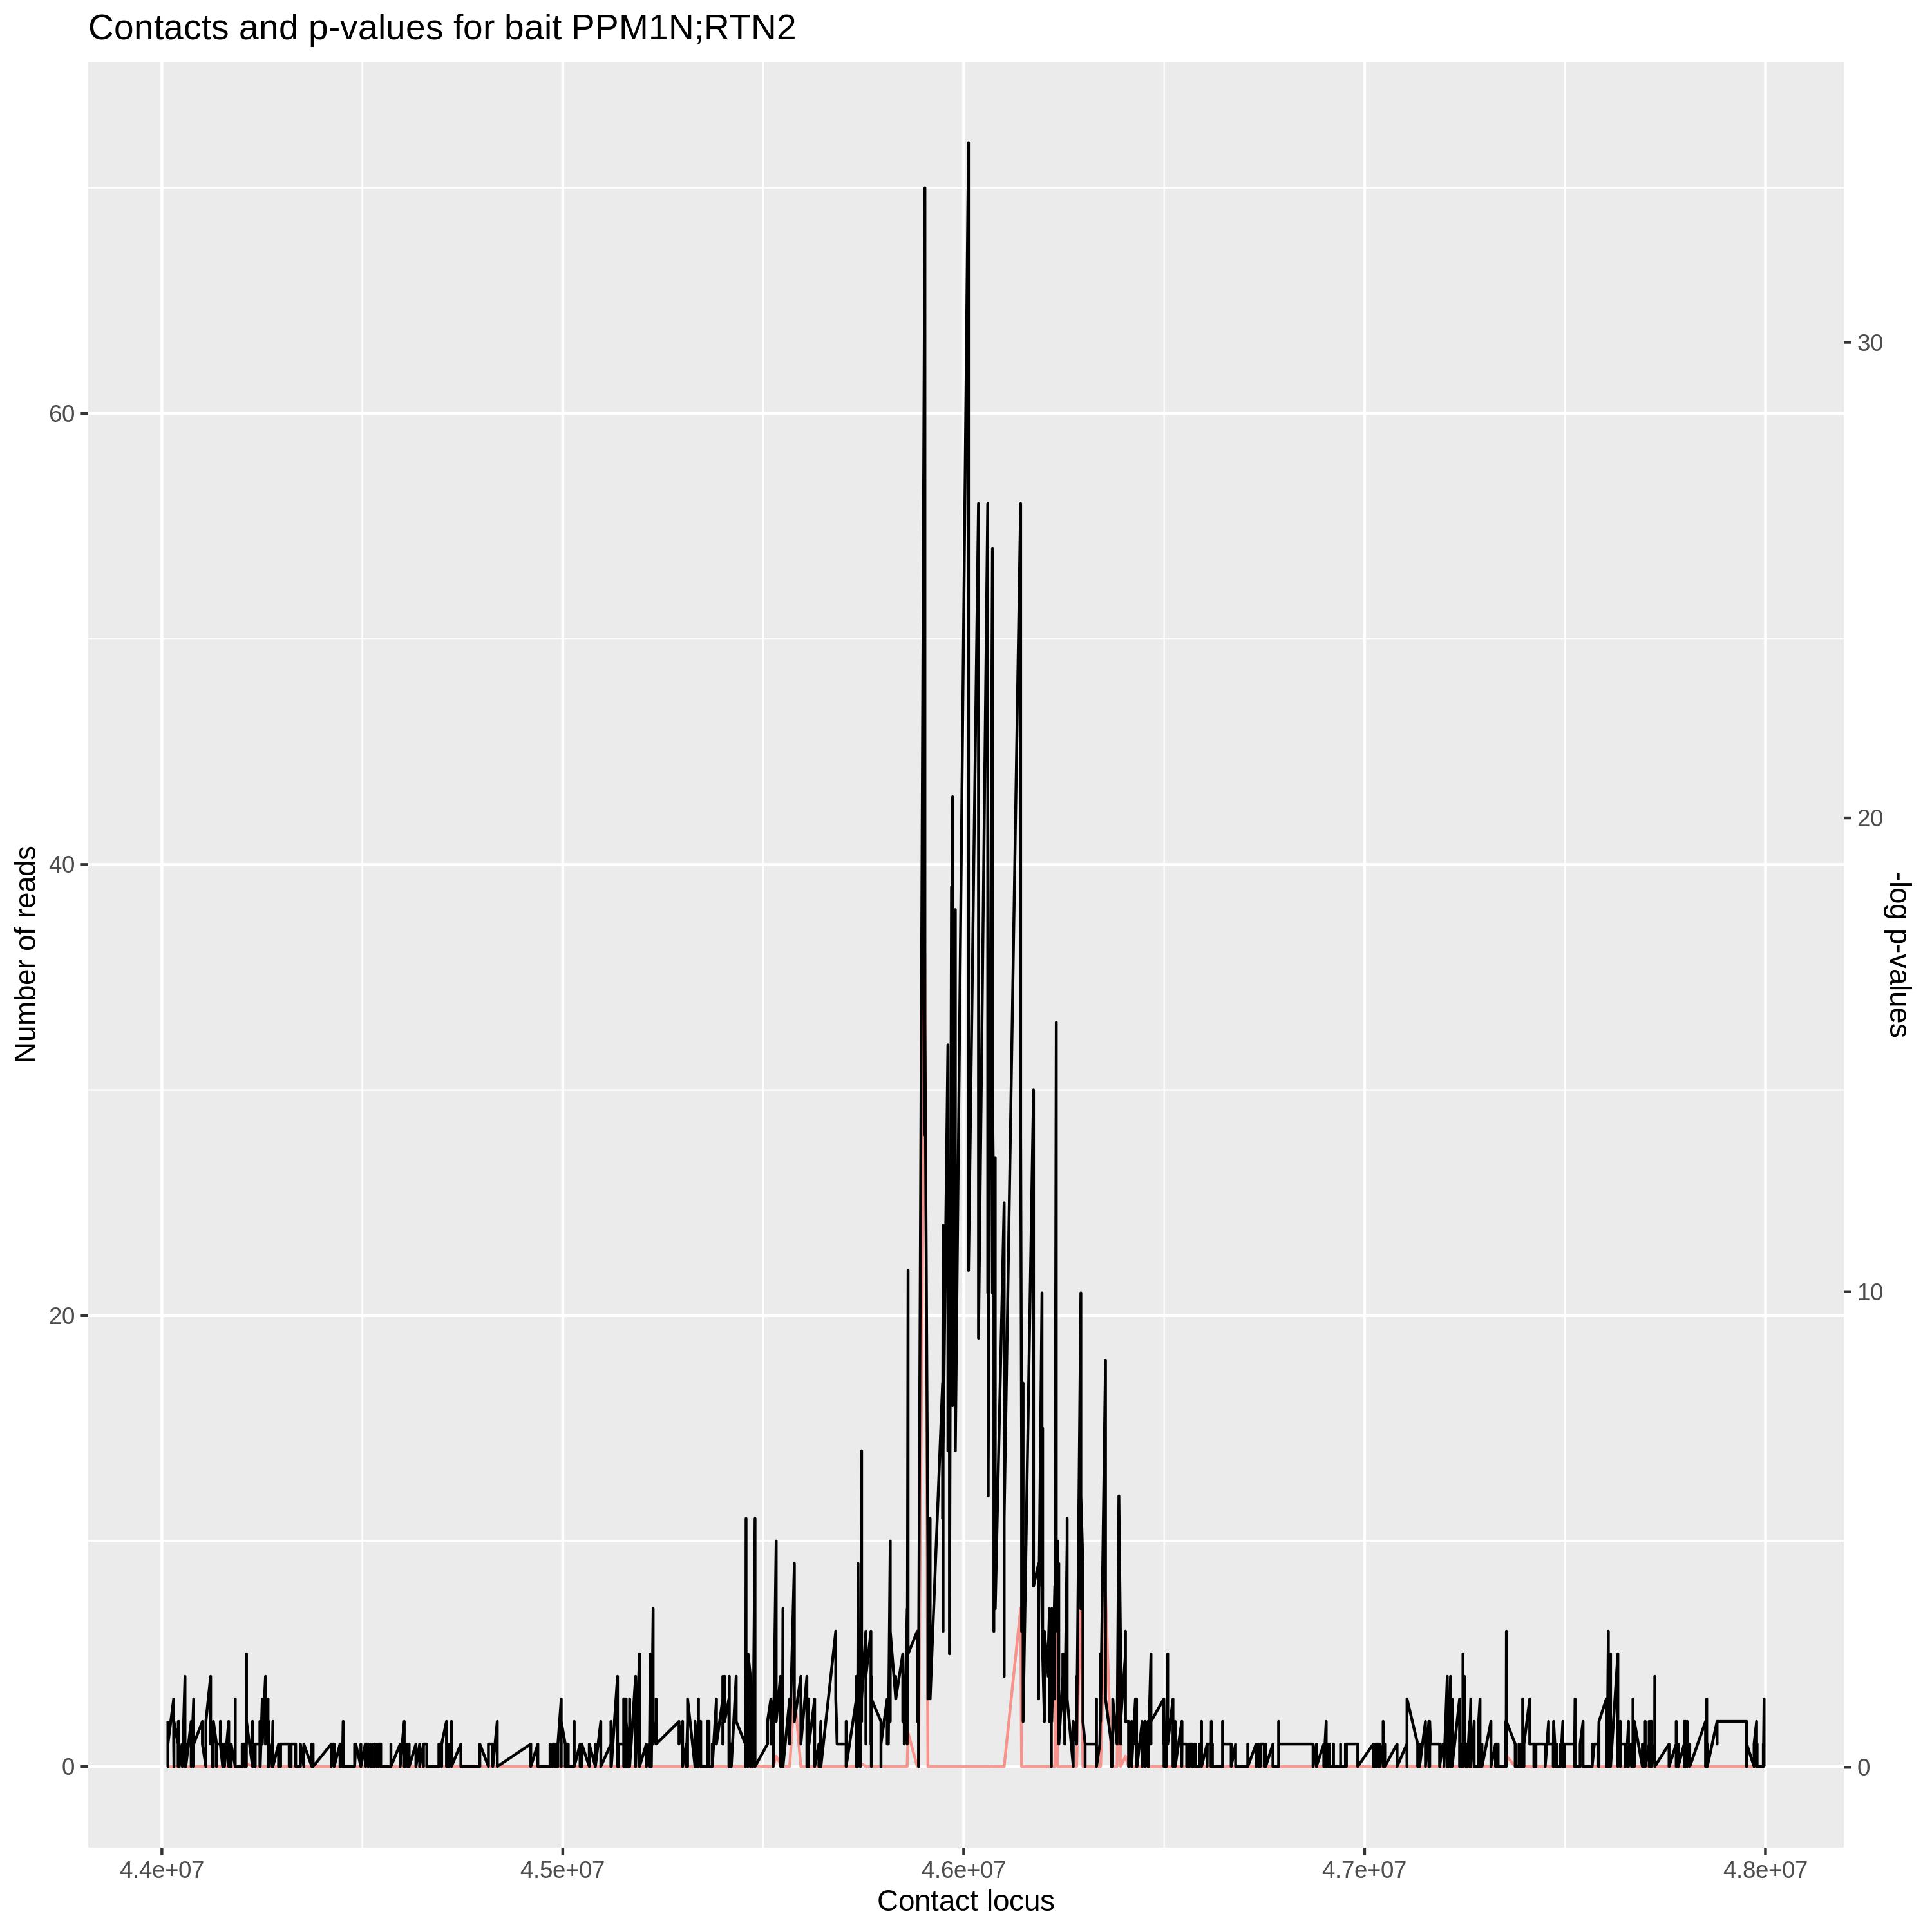 Contacts and p-values for bait PPM1N;RTN2
Number of reads
60
40
20
0
30
20
10
0
-log p-values
4.4e+07 4.5e+07 4.6e+07 4.7e+07 4.8e+07
Contact locus